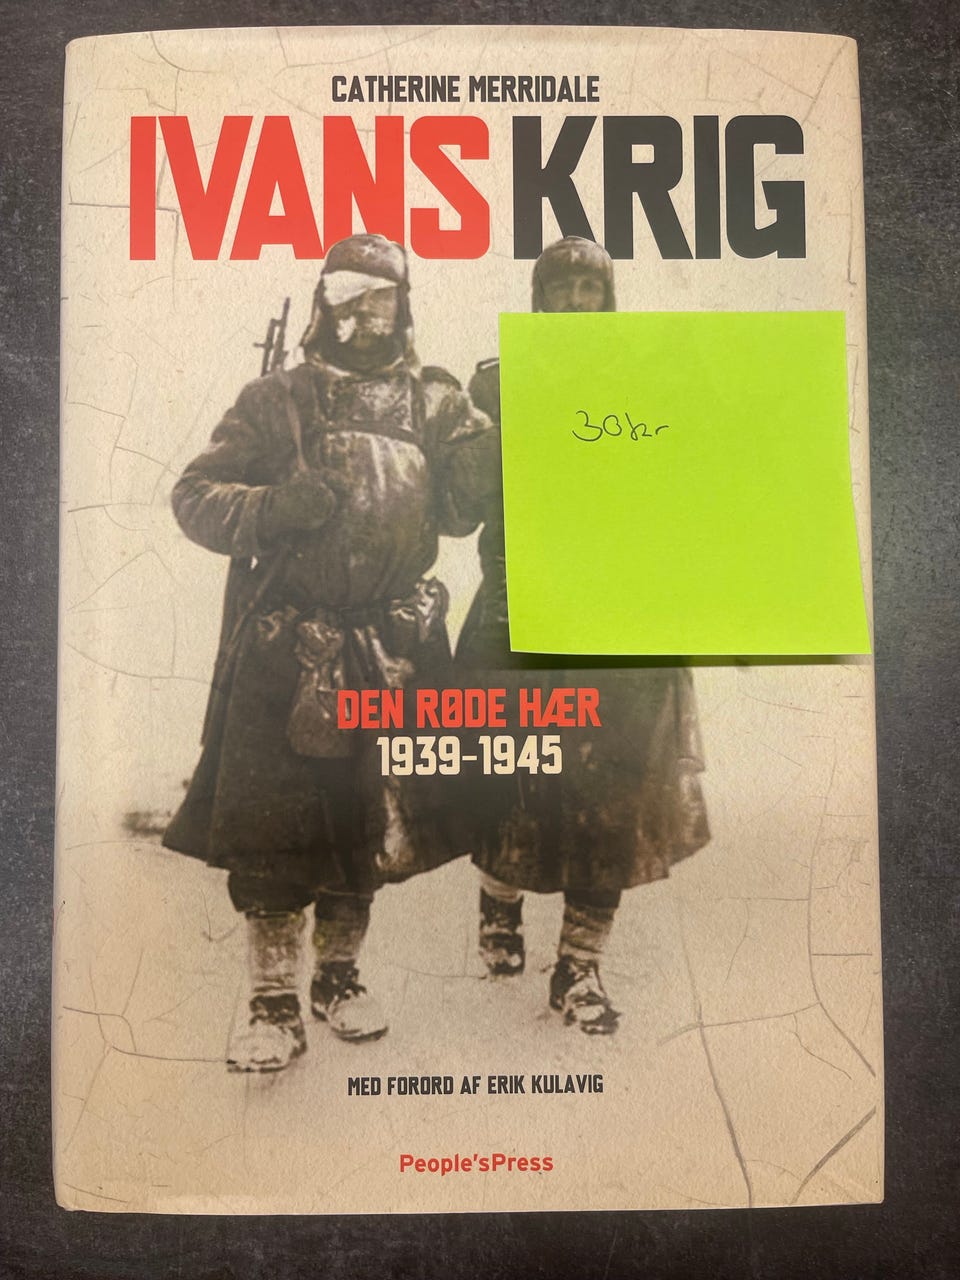 CATHERINE MERRIDALE
IVANS KRIG
30kr
DEN RØDE HÆR
1939-1945
MED FORORD AF ERIK KULAVIG
People'sPress